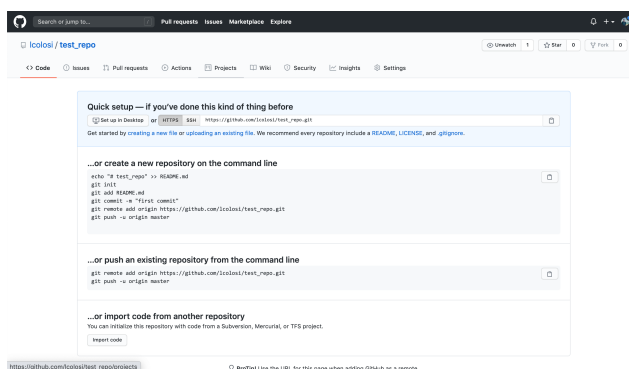 Search or jump to... / Pull requests Issues Marketplace Explore
lcolosi / test_repo
Unwatch 1 Star 0 Fork 0
<> Code Issues Pull requests Actions Projects Wiki Security Insights Settings
Quick setup — if you've done this kind of thing before
Set up in Desktop or HTTPS SSH https://github.com/lcolosi/test_repo.git
Get started by creating a new file or uploading an existing file. We recommend every repository include a README, LICENSE, and .gitignore.
...or create a new repository on the command line
echo "# test_repo" >> README.md
git init
git add README.md
git commit -m "first commit"
git remote add origin https://github.com/lcolosi/test_repo.git
git push -u origin master
...or push an existing repository from the command line
git remote add origin https://github.com/lcolosi/test_repo.git
git push -u origin master
...or import code from another repository
You can initialize this repository with code from a Subversion, Mercurial, or TFS project.
Import code
https://github.com/lcolosi/test_repo/projects
ProTip! Use the URL for this page when adding GitHub as a remote.